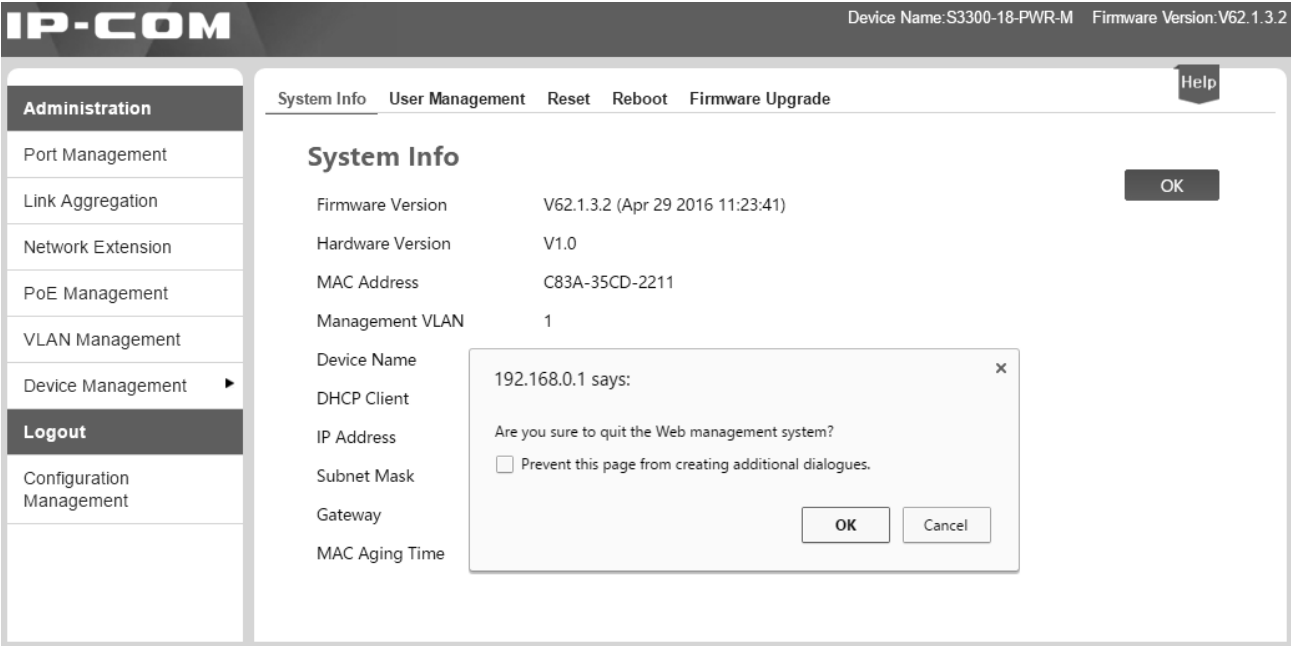 IP-COM
Device Name:S3300-18-PWR-M Firmware Version:V62.1.3.2
Administration
Port Management
Link Aggregation
Network Extension
PoE Management
VLAN Management
Device Management
Logout
Configuration
Management
System Info User Management Reset Reboot Firmware Upgrade
Help
System Info
OK
Firmware Version V62.1.3.2 (Apr 29 2016 11:23:41)
Hardware Version V1.0
MAC Address C83A-35CD-2211
Management VLAN 1
Device Name
DHCP Client
IP Address
Subnet Mask
Gateway
MAC Aging Time
192.168.0.1 says:
Are you sure to quit the Web management system?
Prevent this page from creating additional dialogues.
OK Cancel